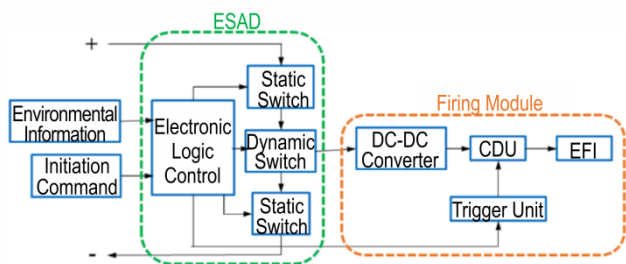 ESAD
+
Static
Switch
Firing Module
Environmental
Information
Electronic
Logic
Control
Dynamic
Switch
DC-DC
Converter
CDU
EFI
Initiation
Command
Static
Switch
Trigger Unit
-